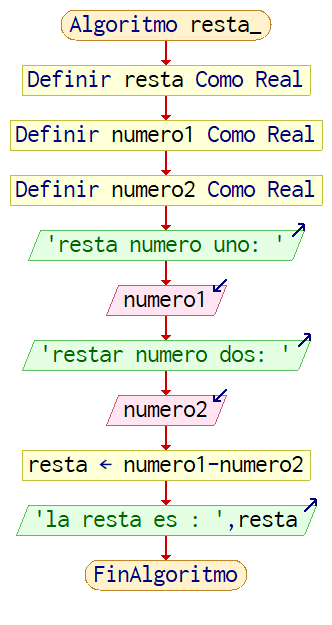 Algoritmo resta_
Definir resta Como Real
Definir numero1 Como Real
Definir numero2 Como Real
'resta numero uno: '
numero1
'restar numero dos: '
numero2
resta ← numero1-numero2
'la resta es : ',resta
FinAlgoritmo